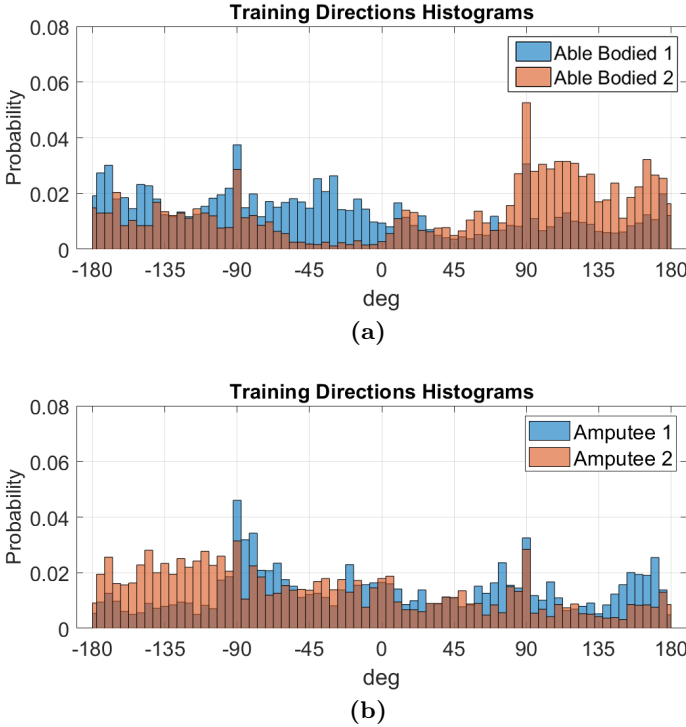 Training Directions Histograms
0.08
Able Bodied 1
Able Bodied 2
0.06
0.04
0.02
0
Probability
-180 -135 -90 -45 0 45 90 135 180
deg
(a)
Training Directions Histograms
0.08
Amputee 1
Amputee 2
0.06
0.04
0.02
0
Probability
-180 -135 -90 -45 0 45 90 135 180
deg
(b)